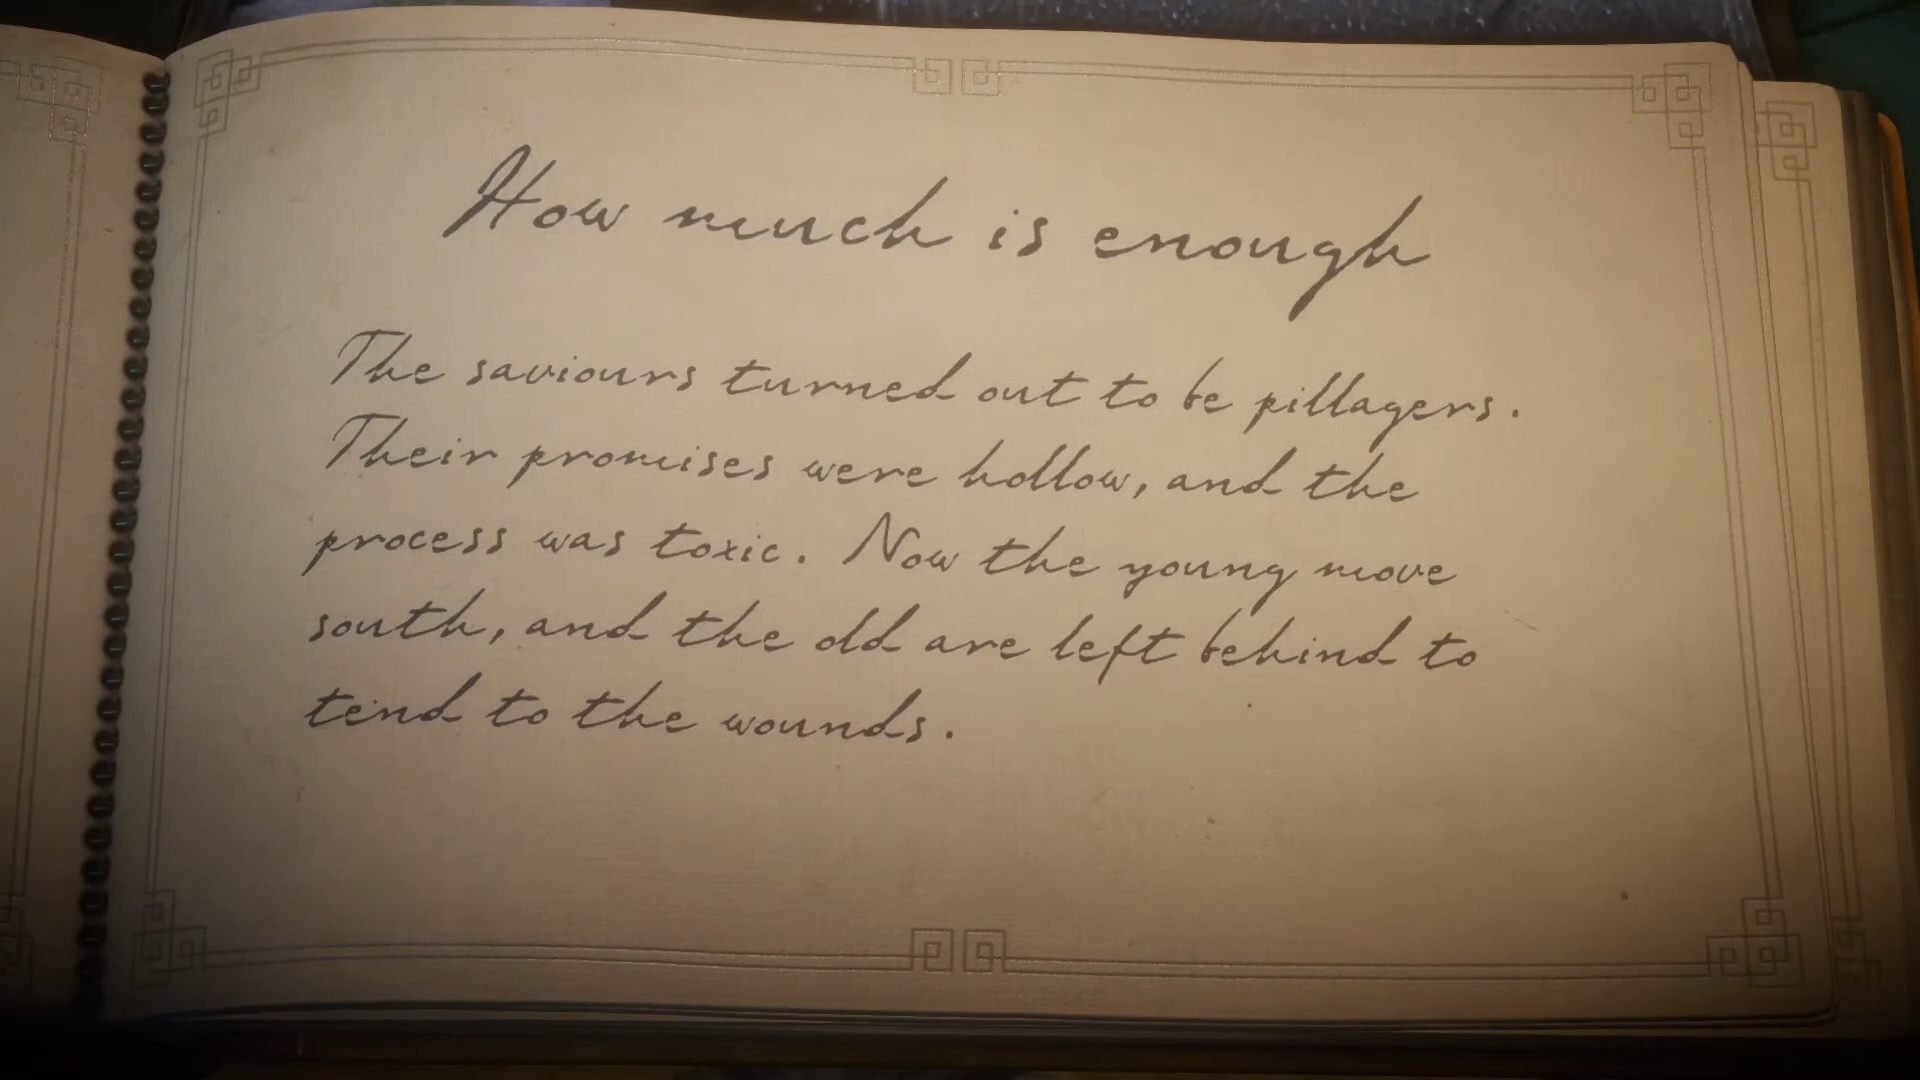 How much is enough
The saviours turned out to be pillagers.
Their promises were hollow, and the
process was toxic. Now the young move
south, and the old are left behind to
tend to the wounds.